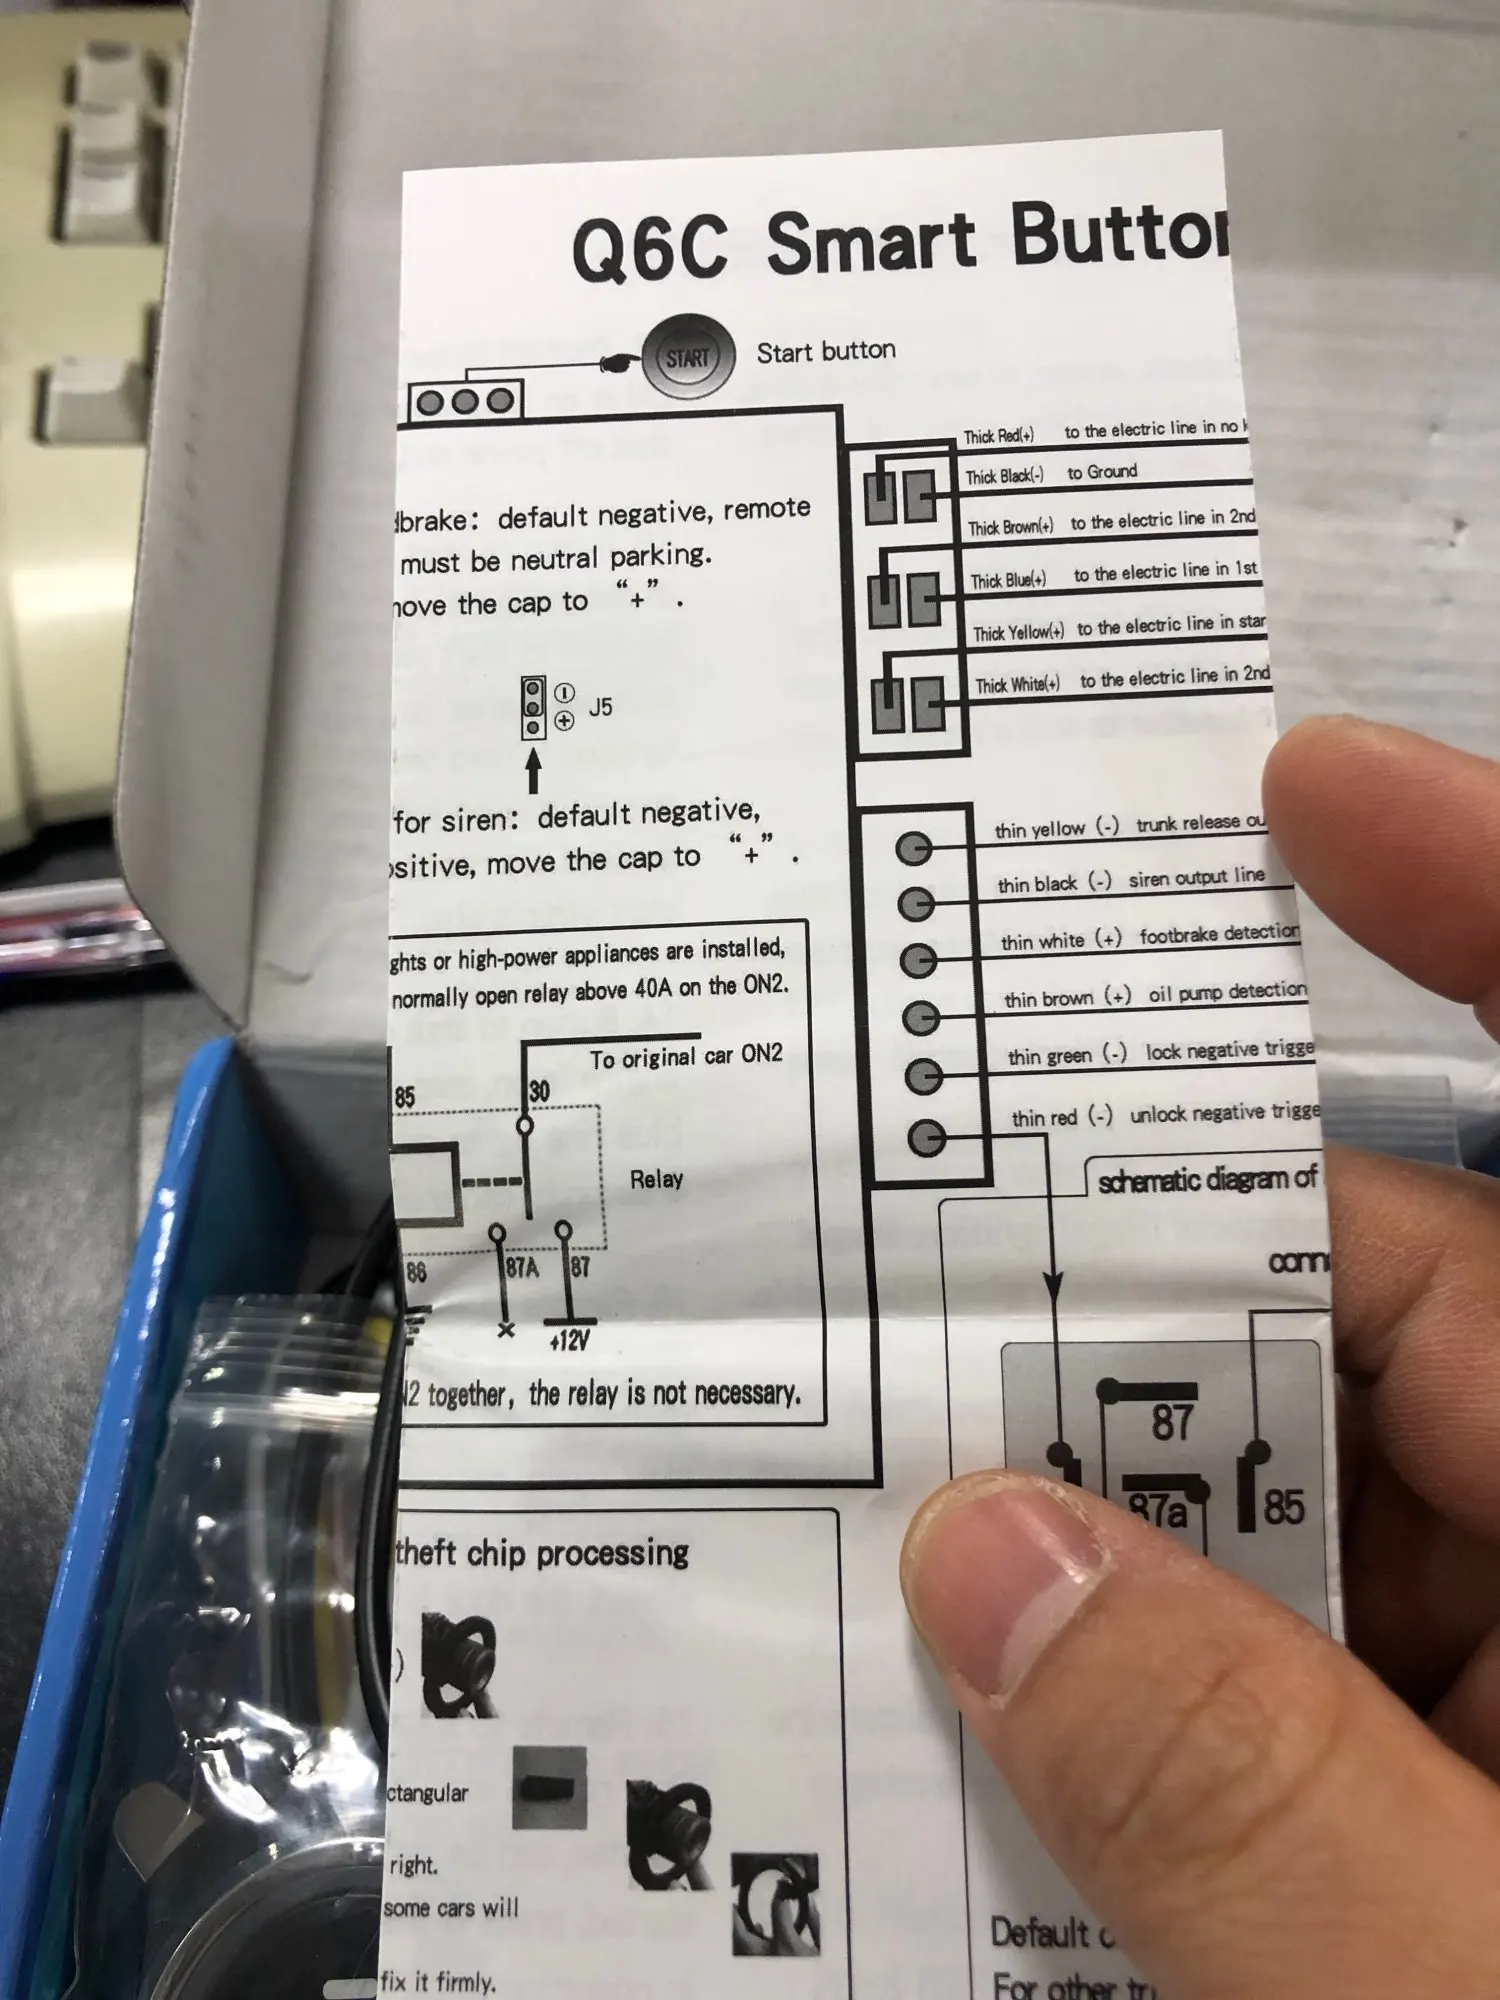 Q6C Smart Button
START
Start button
Thick Red(+) to the electric line in no
Thick Black(-) to Ground
Thick Brown(+) to the electric line in 2nd
Thick Blue(+) to the electric line in 1st
Thick Yellow(+) to the electric line in star
Thick White(+) to the electric line in 2nd
dbrake: default negative, remote
must be neutral parking.
move the cap to “+”.
J5
for siren: default negative,
ositive, move the cap to “+”.
thin yellow (-) trunk release ou
thin black (-) siren output line
thin white (+) footbrake detection
thin brown (+) oil pump detection
thin green (-) lock negative trigge
thin red (-) unlock negative trigge
ghts or high-power appliances are installed,
normally open relay above 40A on the ON2.
To original car ON2
85
30
Relay
86
87A
87
+12V
N2 together, the relay is not necessary.
schematic diagram of
conn
87
87a
85
theft chip processing
)
ctangular
right.
some cars will
fix it firmly.
Default
For other